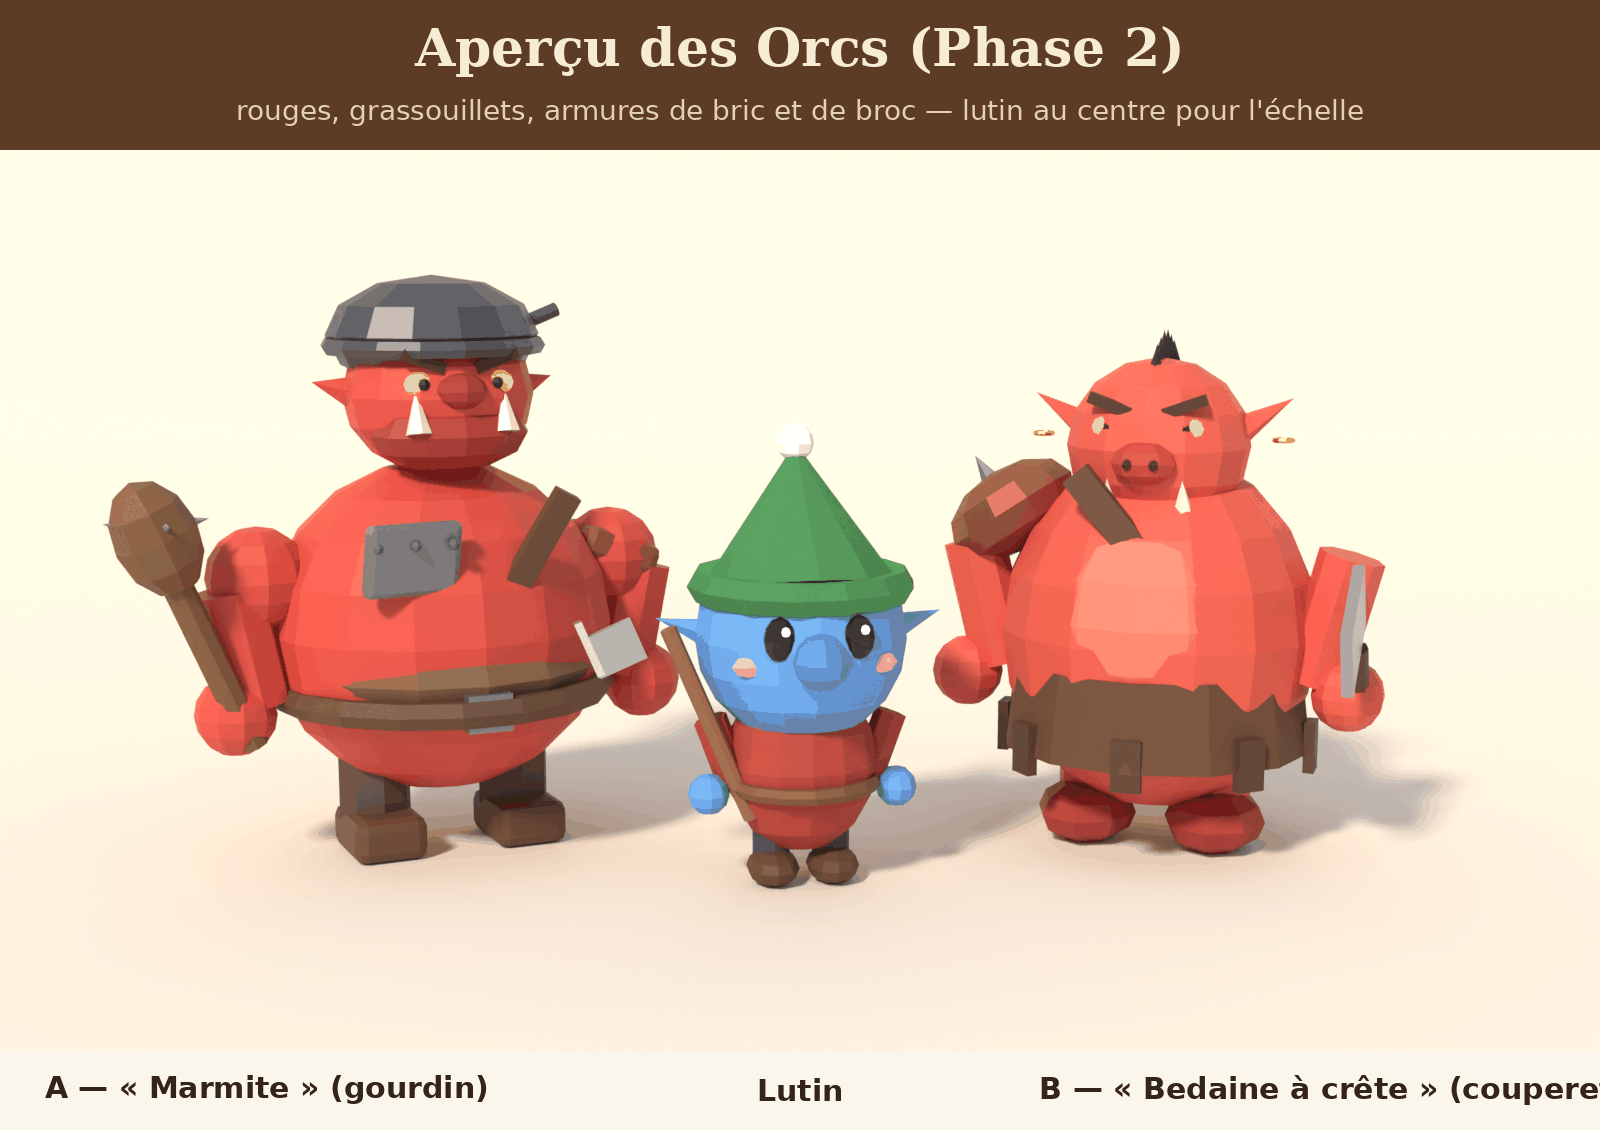 Aperçu des Orcs (Phase 2)
rouges, grassouillets, armures de bric et de broc — lutin au centre pour l'échelle
A — « Marmite » (gourdin)
Lutin
B — « Bedaine à crête » (couperet